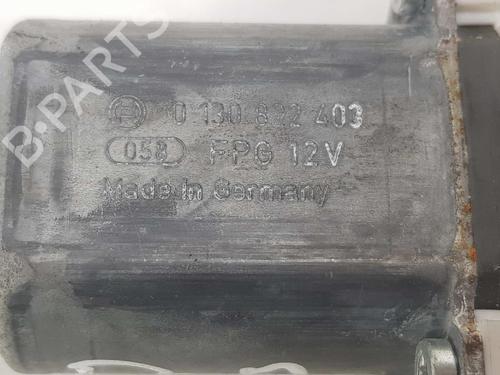 B-PARTS
0 130 822 403
058 FPG 12V
Made in Germany